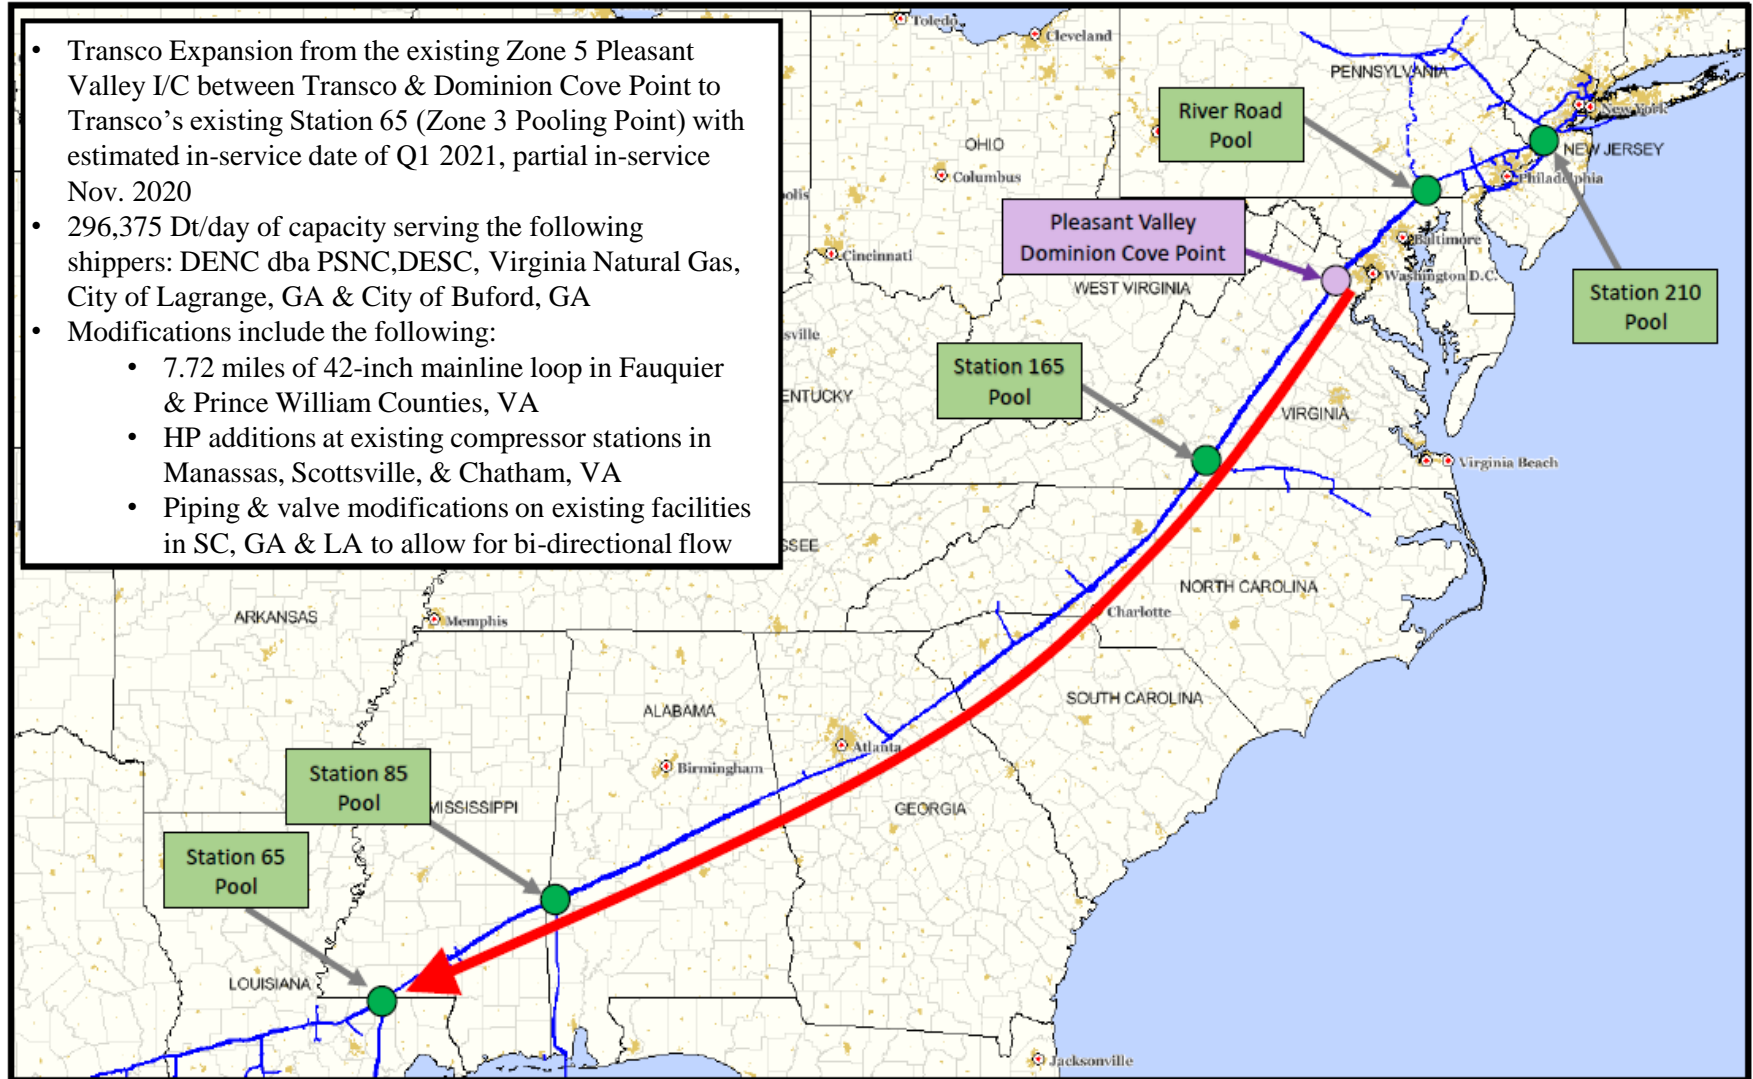 • Transco Expansion from the existing Zone 5 Pleasant
Valley I/C between Transco & Dominion Cove Point to
Transco's existing Station 65 (Zone 3 Pooling Point) with
estimated in-service date of Q1 2021, partial in-service
Nov. 2020
• 296,375 Dt/day of capacity serving the following
shippers: DENC dba PSNC,DESC, Virginia Natural Gas,
City of Lagrange, GA & City of Buford, GA
• Modifications include the following:
• 7.72 miles of 42-inch mainline loop in Fauquier
& Prince William Counties, VA
• HP additions at existing compressor stations in
Manassas, Scottsville, & Chatham, VA
• Piping & valve modifications on existing facilities
in SC, GA & LA to allow for bi-directional flow
Toledo
Cleveland
PENNSYLVANIA
New York
River Road
Pool
OHIO
NEW JERSEY
Columbus
Philadelphia
olis
Pleasant Valley
Dominion Cove Point
Baltimore
Cincinnati
Washington D.C.
WEST VIRGINIA
Station 210
Pool
sville
Station 165
Pool
ENTUCKY
VIRGINIA
Virginia Beach
SSEE
NORTH CAROLINA
Charlotte
ARKANSAS
Memphis
SOUTH CAROLINA
ALABAMA
Atlanta
Birmingham
Station 85
Pool
MISSISSIPPI
GEORGIA
Station 65
Pool
LOUISIANA
Jacksonville